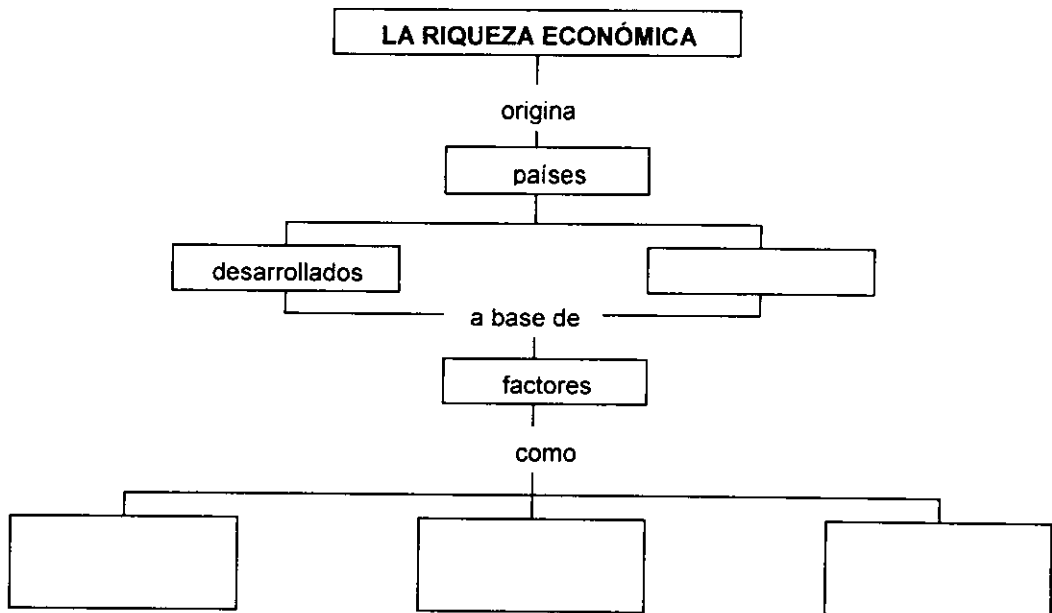 LA RIQUEZA ECONÓMICA
origina
países
desarrollados
a base de
factores
como